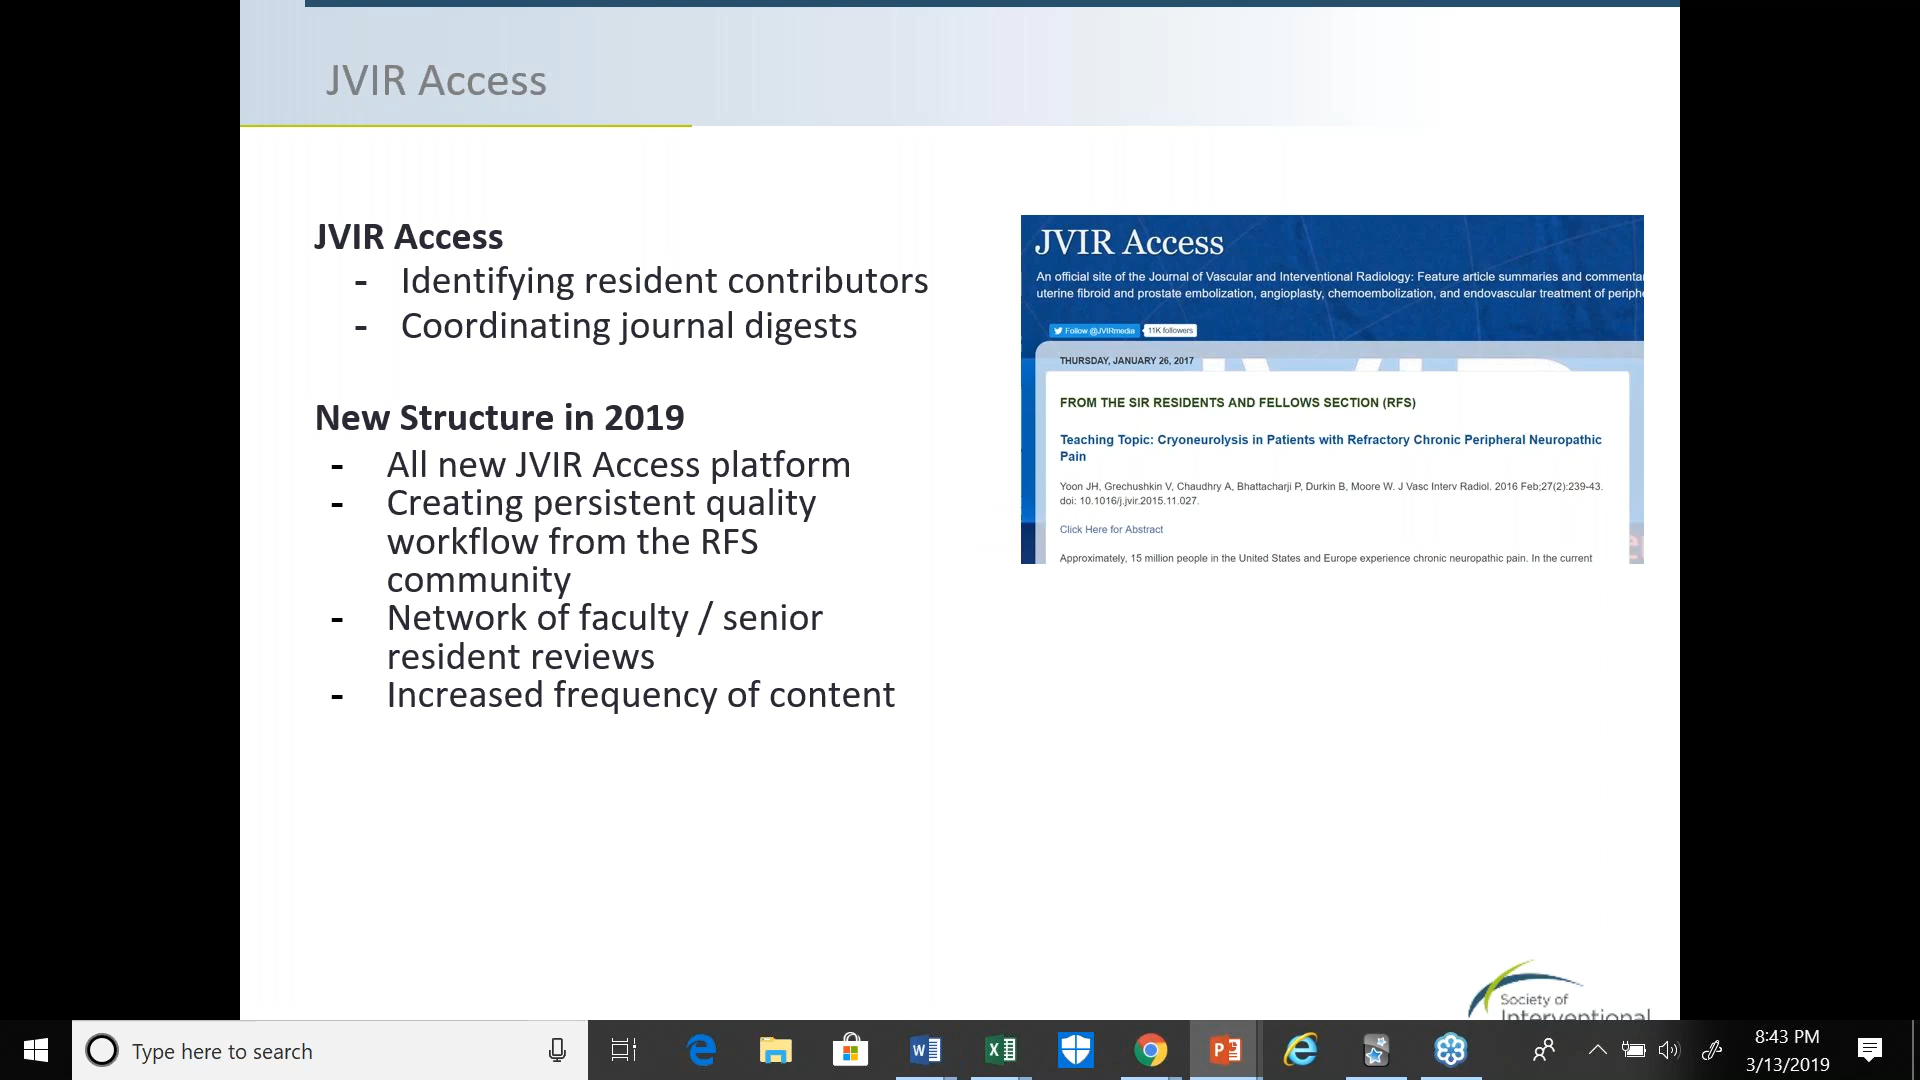 JVIR Access
JVIR Access
- Identifying resident contributors
- Coordinating journal digests
New Structure in 2019
- All new JVIR Access platform
- Creating persistent quality
workflow from the RFS
community
- Network of faculty / senior
resident reviews
- Increased frequency of content
JVIR Access
An official site of the Journal of Vascular and Interventional Radiology: Feature article summaries and commenta
uterine fibroid and prostate embolization, angioplasty, chemoembolization, and endovascular treatment of periphe
Follow @JVIRmedia 11K followers
THURSDAY, JANUARY 26, 2017
FROM THE SIR RESIDENTS AND FELLOWS SECTION (RFS)
Teaching Topic: Cryoneurolysis in Patients with Refractory Chronic Peripheral Neuropathic
Pain
Yoon JH, Grechushkin V, Chaudhry A, Bhattacharji P, Durkin B, Moore W. J Vasc Interv Radiol. 2016 Feb;27(2):239-43.
doi: 10.1016/j.jvir.2015.11.027.
Click Here for Abstract
Approximately, 15 million people in the United States and Europe experience chronic neuropathic pain. In the current
Society of
Interventional
Type here to search
8:43 PM
3/13/2019